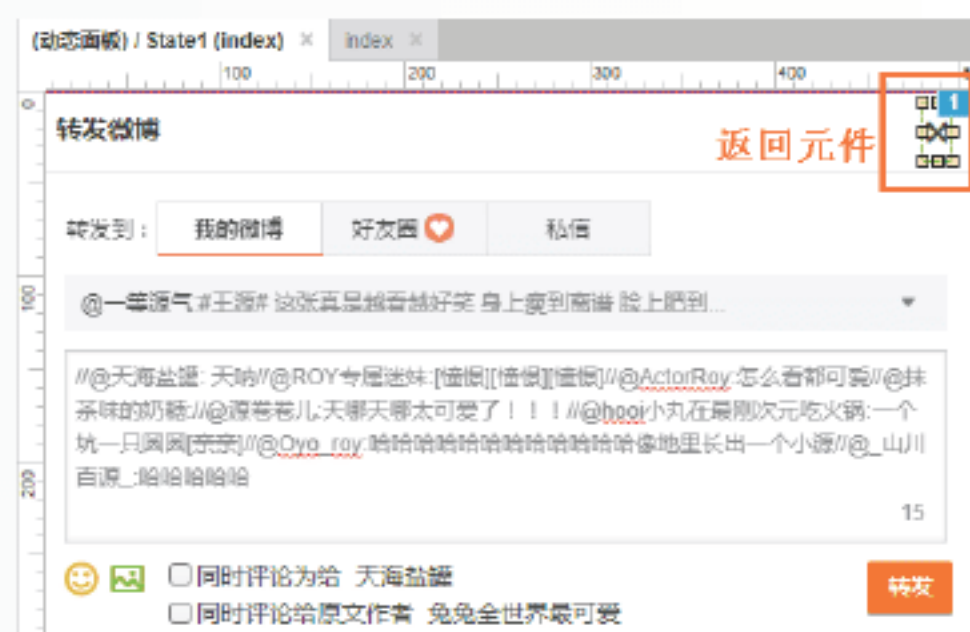 (动态面板) / State1 (index) × index ×
100 200 300 400
0
1
转发微博
返回元件
转发到： 我的微博 好友圈 私信
100
@一等源气 #王源# 这张真是越看越好笑 身上瘦到离谱 脸上肥到...
//@天海盐罐: 天呐//@ROY专属迷妹:[憧憬][憧憬][憧憬]//@ActorRoy:怎么看都可爱//@抹
茶味的奶糖://@源卷卷儿:天哪天哪太可爱了！！！//@hooi小丸在最刚次元吃火锅:一个
坑一只圆圆[亲亲]//@Oyo_roy:哈哈哈哈哈哈哈哈哈哈哈哈像地里长出一个小源//@_山川
200
百源_:哈哈哈哈哈
15
同时评论为给 天海盐罐
转发
同时评论给原文作者 兔兔全世界最可爱